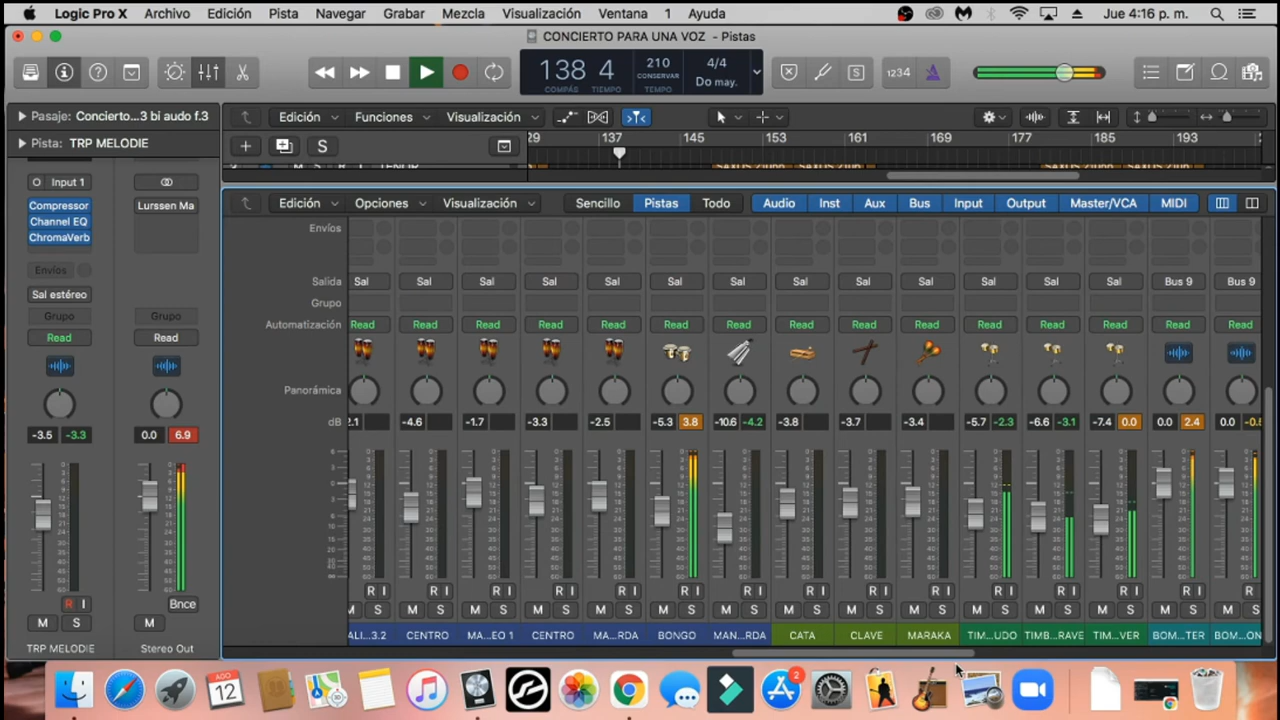 Logic Pro X Archivo Edición Pista Navegar Grabar Mezcla Visualización Ventana 1 Ayuda Jue 4:16 p. m.
CONCIERTO PARA UNA VOZ - Pistas
138 4 210 4/4
CONSERVAR
COMPÁS TIEMPO TEMPO Do may.
1234
Pasaje: Concierto...3 bi audo f.3
Edición Funciones Visualización
Pista: TRP MELODIE
S
137 145 153 161 169 177 185 193
Input 1
Compressor
Channel EQ
ChromaVerb
Lurssen Ma
Edición Opciones Visualización Sencillo Pistas Todo Audio Inst Aux Bus Input Output Master/VCA MIDI
Envíos
Salida Sal Sal Sal Sal Sal Sal Sal Sal Sal Sal Sal Sal Sal Bus 9 Bus 9
Grupo
Automatización Read Read Read Read Read Read Read Read Read Read Read Read Read Read Read
Panorámica
dB 2.1 -4.6 -1.7 -3.3 -2.5 -5.3 3.8 -10.6 -4.2 -3.8 -3.7 -3.4 -5.7 -2.3 -6.6 -3.1 -7.4 0.0 0.0 2.4 0.0
R I R I R I R I R I R I R I R I R I R I R I R I R I R I
M S M S M S M S M S M S M S M S M S M S M S M S M S M S
ALI...3.2 CENTRO MA...EO 1 CENTRO MA...RDA BONGO MAN...RDA CATA CLAVE MARAKA TIM...UDO TIMB...RAVE TIM...VER BOM...TER BOM...ON
Envíos
Sal estéreo
Grupo Grupo
Read Read
-3.5 -3.3 0.0 6.9
R I Bnce
M S M
TRP MELODIE Stereo Out
AGO
12
2